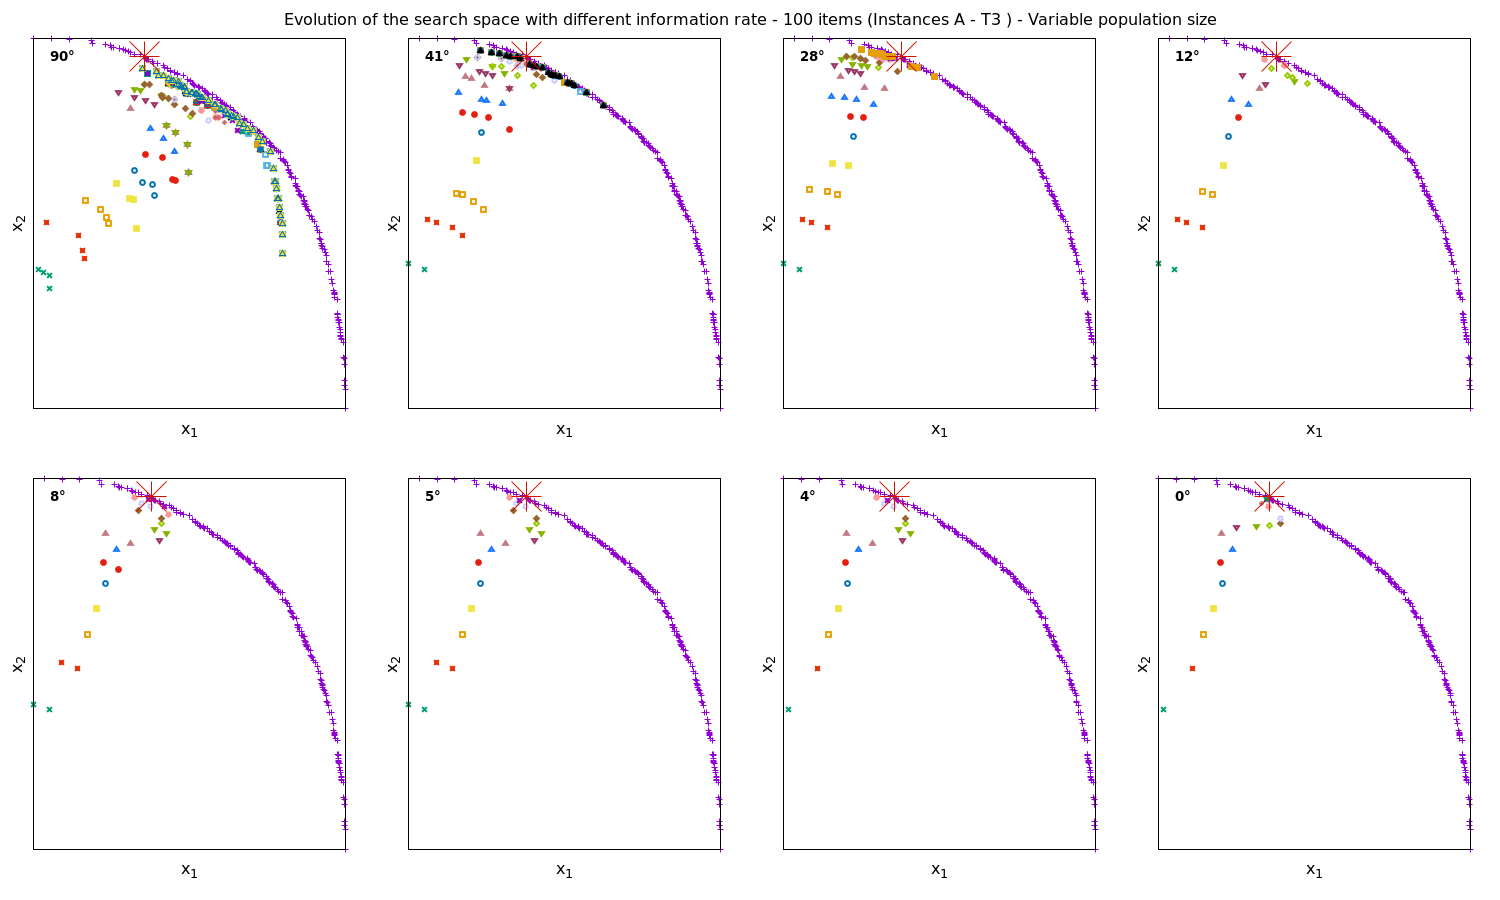 Evolution of the search space with different information rate - 100 items (Instances A - T3 ) - Variable population size
90° 41° 28° 12°
x₂ x₂ x₂ x₂
x₁ x₁ x₁ x₁
8° 5° 4° 0°
x₂ x₂ x₂ x₂
x₁ x₁ x₁ x₁